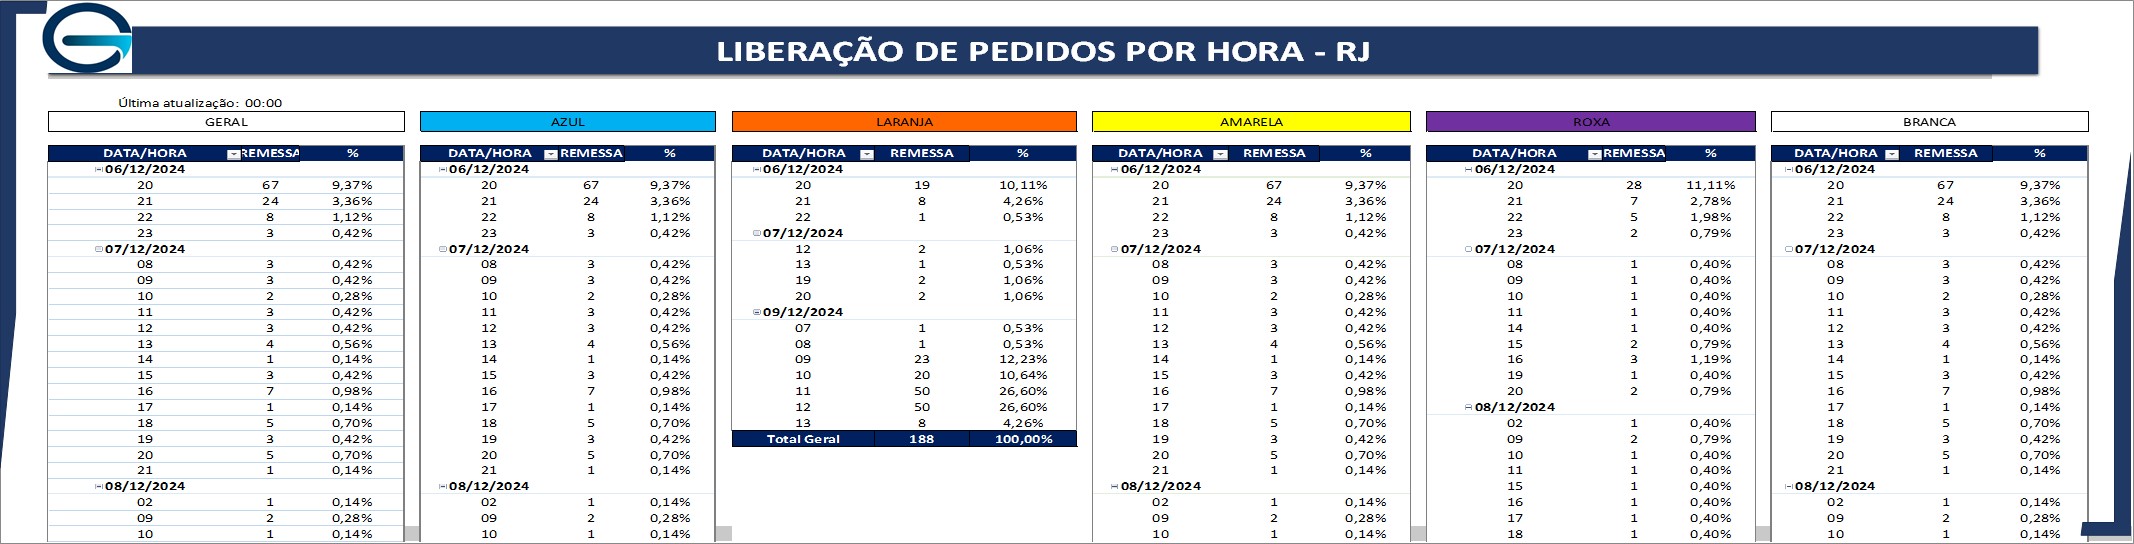 LIBERAÇÃO DE PEDIDOS POR HORA - RJ
Última atualização: 00:00
GERAL AZUL LARANJA AMARELA ROXA BRANCA
DATA/HORA REMESSA % DATA/HORA REMESSA % DATA/HORA REMESSA % DATA/HORA REMESSA % DATA/HORA REMESSA % DATA/HORA REMESSA %
06/12/2024 06/12/2024 06/12/2024 06/12/2024 06/12/2024 06/12/2024
20 67 9,37% 20 67 9,37% 20 19 10,11% 20 67 9,37% 20 28 11,11% 20 67 9,37%
21 24 3,36% 21 24 3,36% 21 8 4,26% 21 24 3,36% 21 7 2,78% 21 24 3,36%
22 8 1,12% 22 8 1,12% 22 1 0,53% 22 8 1,12% 22 5 1,98% 22 8 1,12%
23 3 0,42% 23 3 0,42% 07/12/2024 23 3 0,42% 23 2 0,79% 23 3 0,42%
07/12/2024 07/12/2024 12 2 1,06% 07/12/2024 07/12/2024 07/12/2024
08 3 0,42% 08 3 0,42% 13 1 0,53% 08 3 0,42% 08 1 0,40% 08 3 0,42%
09 3 0,42% 09 3 0,42% 19 2 1,06% 09 3 0,42% 09 1 0,40% 09 3 0,42%
10 2 0,28% 10 2 0,28% 20 2 1,06% 10 2 0,28% 10 1 0,40% 10 2 0,28%
11 3 0,42% 11 3 0,42% 09/12/2024 11 3 0,42% 11 1 0,40% 11 3 0,42%
12 3 0,42% 12 3 0,42% 07 1 0,53% 12 3 0,42% 14 1 0,40% 12 3 0,42%
13 4 0,56% 13 4 0,56% 08 1 0,53% 13 4 0,56% 15 2 0,79% 13 4 0,56%
14 1 0,14% 14 1 0,14% 09 23 12,23% 14 1 0,14% 16 3 1,19% 14 1 0,14%
15 3 0,42% 15 3 0,42% 10 20 10,64% 15 3 0,42% 19 1 0,40% 15 3 0,42%
16 7 0,98% 16 7 0,98% 11 50 26,60% 16 7 0,98% 20 2 0,79% 16 7 0,98%
17 1 0,14% 17 1 0,14% 12 50 26,60% 17 1 0,14% 08/12/2024 17 1 0,14%
18 5 0,70% 18 5 0,70% 13 8 4,26% 18 5 0,70% 02 1 0,40% 18 5 0,70%
19 3 0,42% 19 3 0,42% Total Geral 188 100,00% 19 3 0,42% 09 2 0,79% 19 3 0,42%
20 5 0,70% 20 5 0,70% 20 5 0,70% 10 1 0,40% 20 5 0,70%
21 1 0,14% 21 1 0,14% 21 1 0,14% 11 1 0,40% 21 1 0,14%
08/12/2024 08/12/2024 08/12/2024 15 1 0,40% 08/12/2024
02 1 0,14% 02 1 0,14% 02 1 0,14% 16 1 0,40% 02 1 0,14%
09 2 0,28% 09 2 0,28% 09 2 0,28% 17 1 0,40% 09 2 0,28%
10 1 0,14% 10 1 0,14% 10 1 0,14% 18 1 0,40% 10 1 0,14%